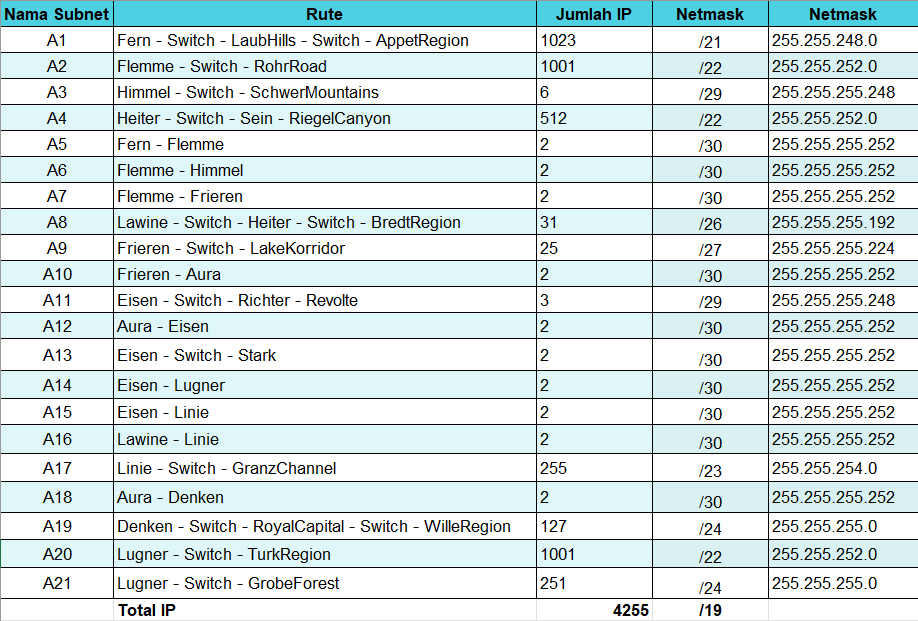 Nama Subnet Rute Jumlah IP Netmask Netmask
A1 Fern - Switch - LaubHills - Switch - AppetRegion 1023 /21 255.255.248.0
A2 Flemme - Switch - RohrRoad 1001 /22 255.255.252.0
A3 Himmel - Switch - SchwerMountains 6 /29 255.255.255.248
A4 Heiter - Switch - Sein - RiegelCanyon 512 /22 255.255.252.0
A5 Fern - Flemme 2 /30 255.255.255.252
A6 Flemme - Himmel 2 /30 255.255.255.252
A7 Flemme - Frieren 2 /30 255.255.255.252
A8 Lawine - Switch - Heiter - Switch - BredtRegion 31 /26 255.255.255.192
A9 Frieren - Switch - LakeKorridor 25 /27 255.255.255.224
A10 Frieren - Aura 2 /30 255.255.255.252
A11 Eisen - Switch - Richter - Revolte 3 /29 255.255.255.248
A12 Aura - Eisen 2 /30 255.255.255.252
A13 Eisen - Switch - Stark 2 /30 255.255.255.252
A14 Eisen - Lugner 2 /30 255.255.255.252
A15 Eisen - Linie 2 /30 255.255.255.252
A16 Lawine - Linie 2 /30 255.255.255.252
A17 Linie - Switch - GranzChannel 255 /23 255.255.254.0
A18 Aura - Denken 2 /30 255.255.255.252
A19 Denken - Switch - RoyalCapital - Switch - WilleRegion 127 /24 255.255.255.0
A20 Lugner - Switch - TurkRegion 1001 /22 255.255.252.0
A21 Lugner - Switch - GrobeForest 251 /24 255.255.255.0
Total IP 4255 /19